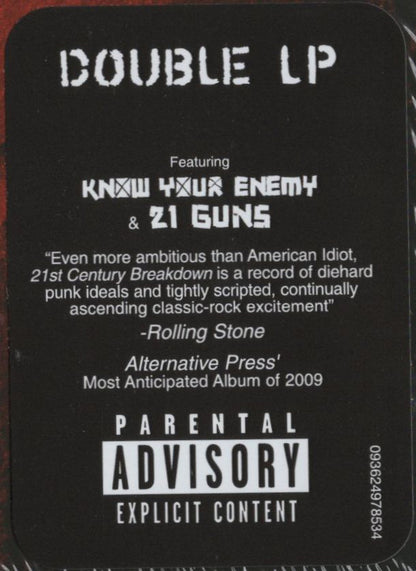 DOUBLE LP
Featuring
KNOW YOUR ENEMY
& 21 GUNS
“Even more ambitious than American Idiot,
21st Century Breakdown is a record of diehard
punk ideals and tightly scripted, continually
ascending classic-rock excitement”
-Rolling Stone
Alternative Press'
Most Anticipated Album of 2009
PARENTAL
ADVISORY
EXPLICIT CONTENT
093624978534